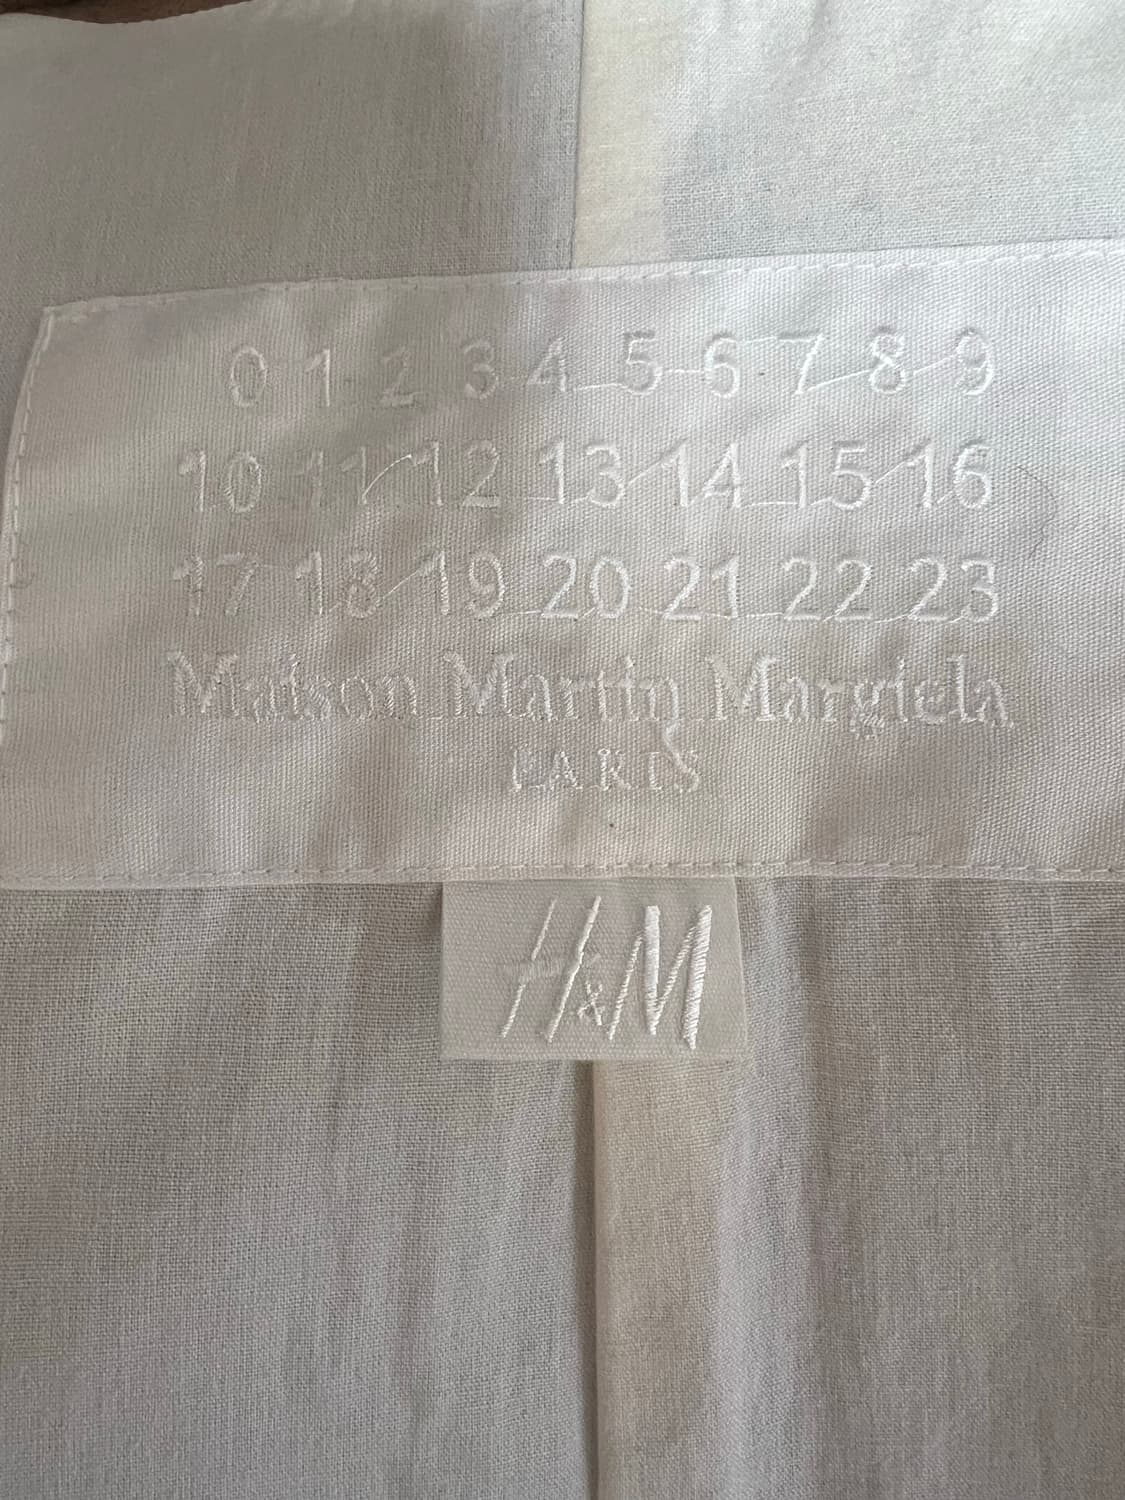 0 1 2 3 4 5 6 7 8 9
10 11 12 13 14 15 16
17 18 19 20 21 22 23
Maison Martin Margiela
PARIS
H&M